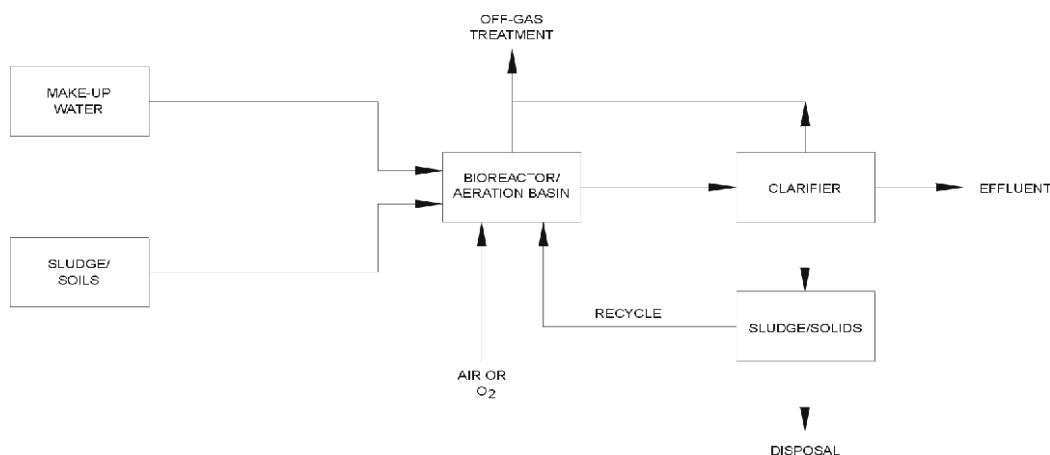 OFF-GAS
TREATMENT
MAKE-UP
WATER
BIOREACTOR/
AERATION BASIN
CLARIFIER
EFFLUENT
SLUDGE/
SOILS
RECYCLE
SLUDGE/SOLIDS
AIR OR
O2
DISPOSAL